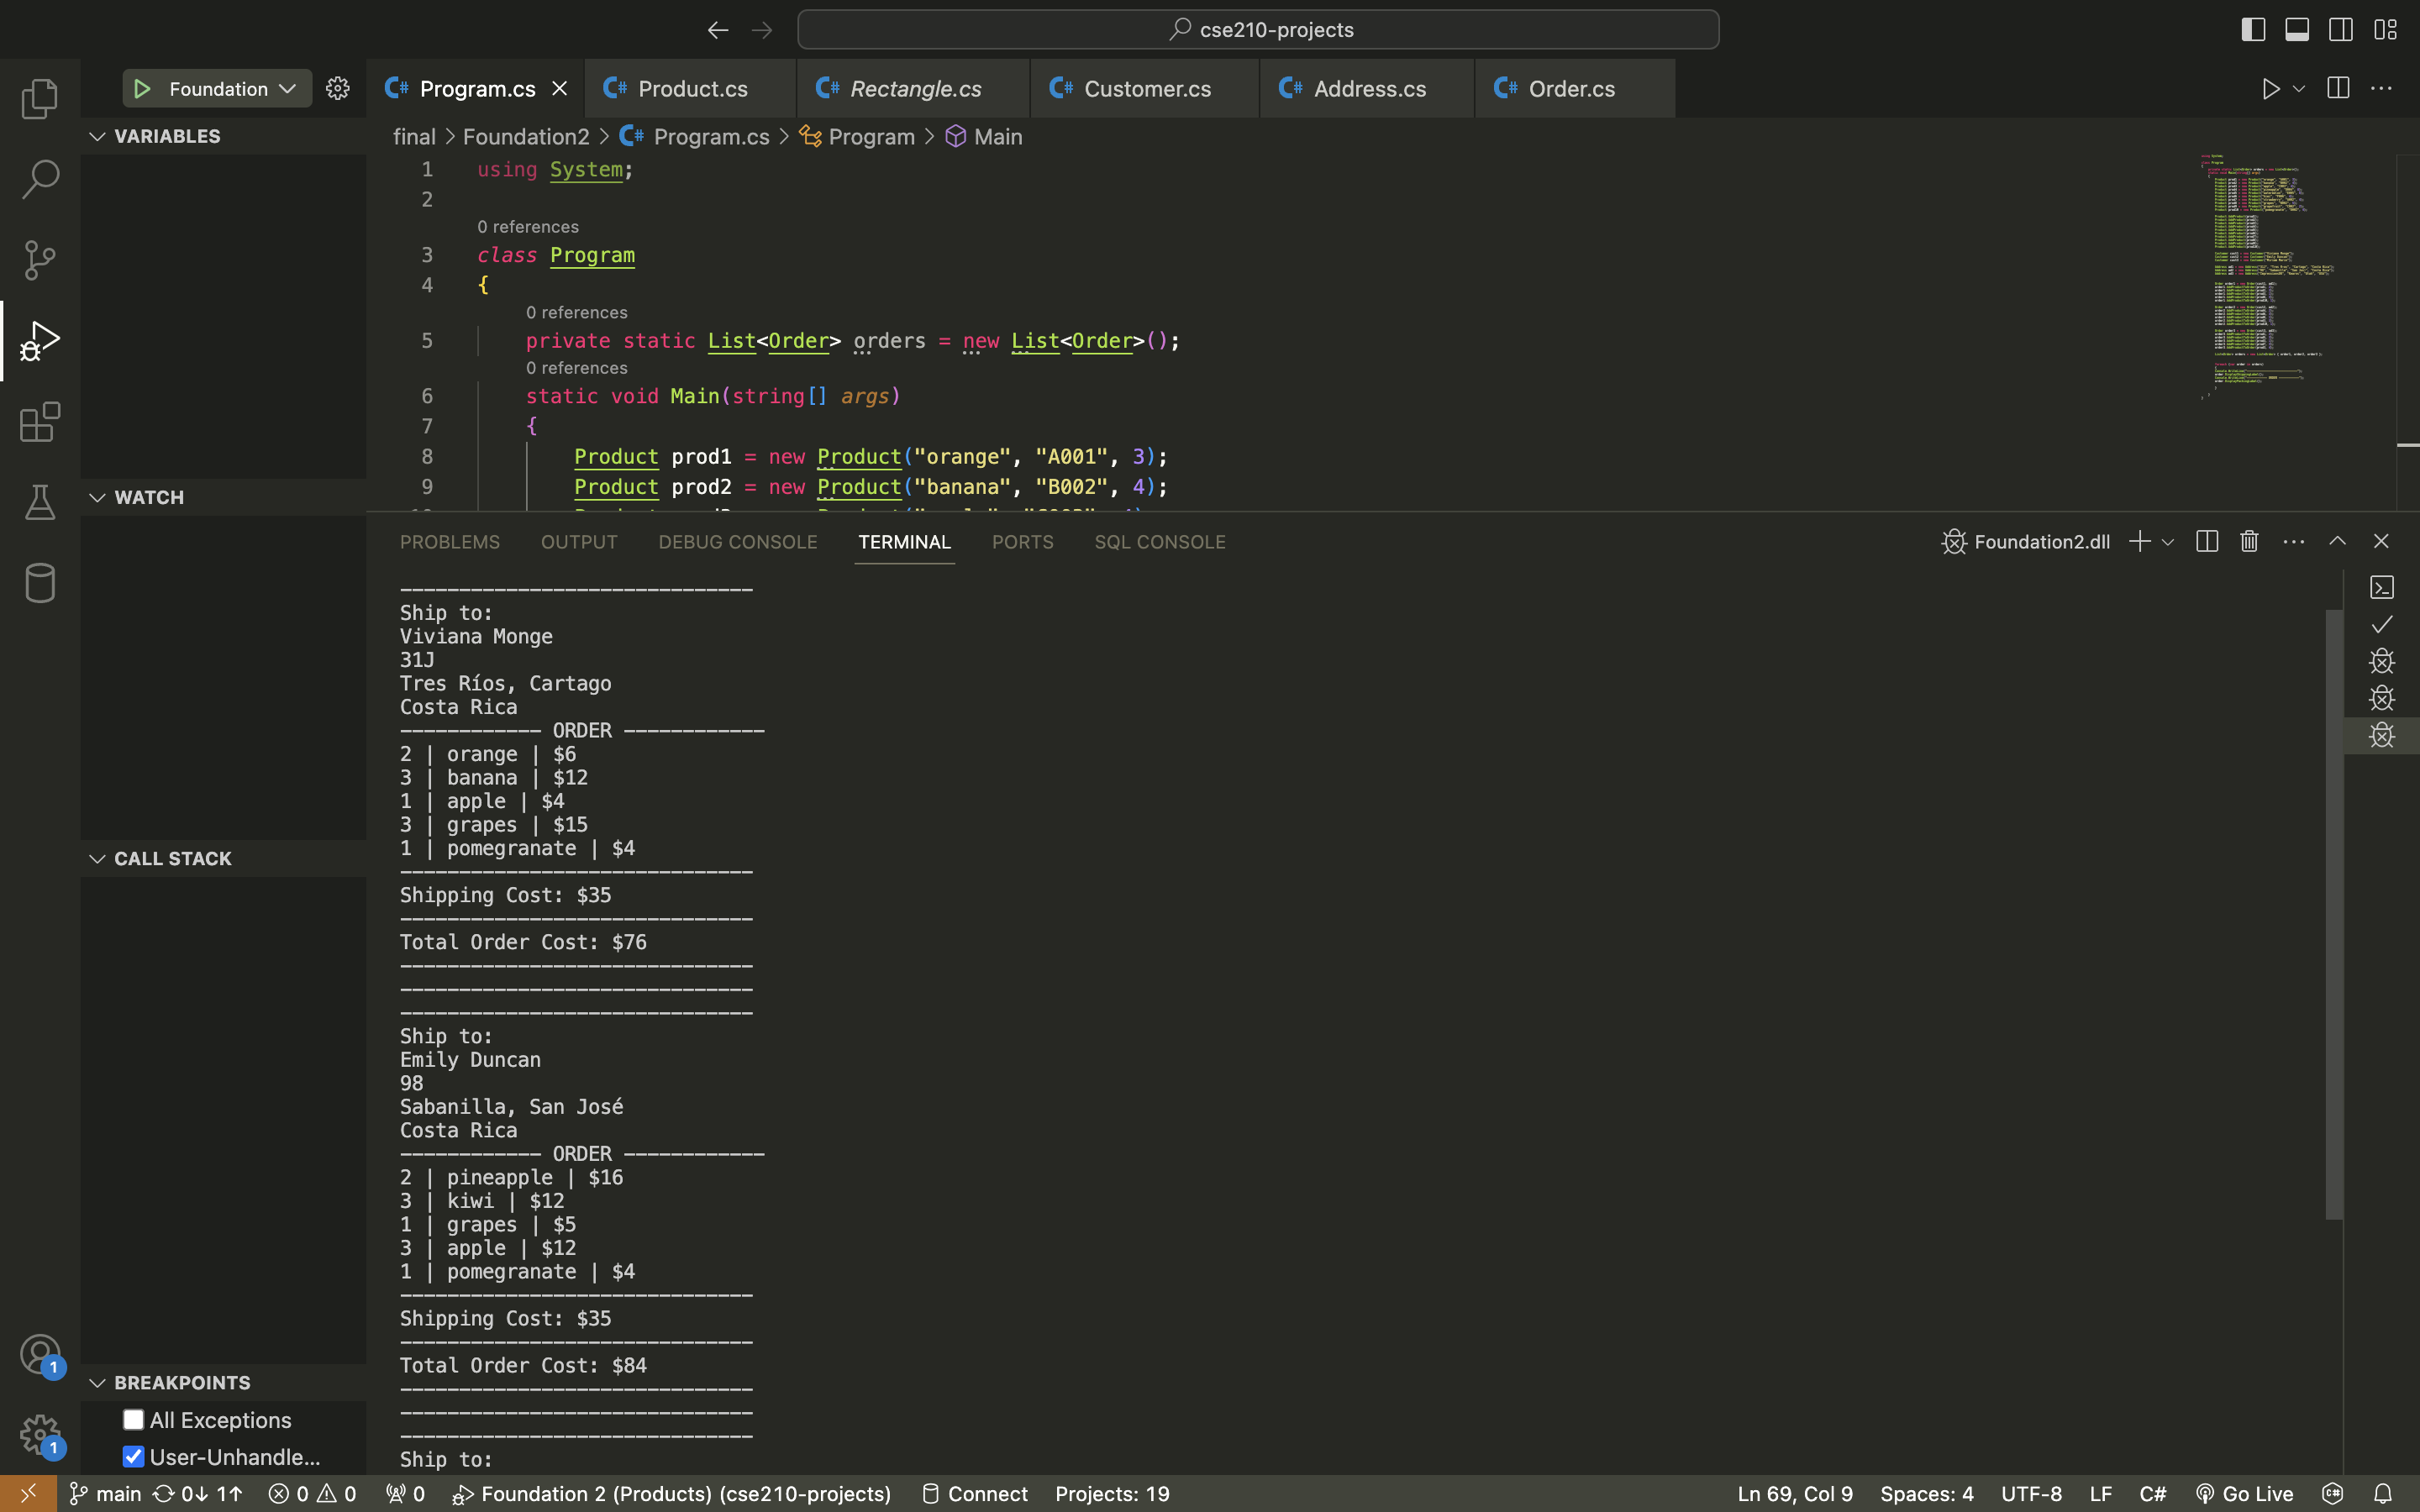 cse210-projects
Foundation
Program.cs
Product.cs
Rectangle.cs
Customer.cs
Address.cs
Order.cs
final > Foundation2 > Program.cs > Program > Main
VARIABLES
WATCH
CALL STACK
BREAKPOINTS
All Exceptions
User-Unhandle...
1 using System;
2
0 references
3 class Program
4 {
0 references
5 private static List<Order> orders = new List<Order>();
0 references
6 static void Main(string[] args)
7 {
8 Product prod1 = new Product("orange", "A001", 3);
9 Product prod2 = new Product("banana", "B002", 4);
PROBLEMS OUTPUT DEBUG CONSOLE TERMINAL PORTS SQL CONSOLE
Foundation2.dll
------------------------------
Ship to:
Viviana Monge
31J
Tres Ríos, Cartago
Costa Rica
------------ ORDER ------------
2 | orange | $6
3 | banana | $12
1 | apple | $4
3 | grapes | $15
1 | pomegranate | $4
------------------------------
Shipping Cost: $35
------------------------------
Total Order Cost: $76
------------------------------
------------------------------
------------------------------
Ship to:
Emily Duncan
98
Sabanilla, San José
Costa Rica
------------ ORDER ------------
2 | pineapple | $16
3 | kiwi | $12
1 | grapes | $5
3 | apple | $12
1 | pomegranate | $4
------------------------------
Shipping Cost: $35
------------------------------
Total Order Cost: $84
------------------------------
------------------------------
------------------------------
Ship to:
1
1
main 0↓ 1↑ 0 0 0 Foundation 2 (Products) (cse210-projects) Connect Projects: 19 Ln 69, Col 9 Spaces: 4 UTF-8 LF C# Go Live